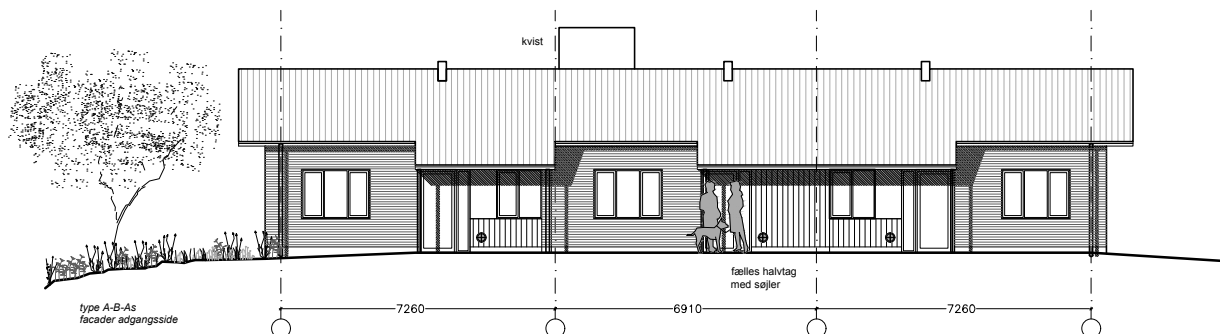 kvist
fælles halvtag
med søjler
7260
6910
7260
type A-B-As
facader adgangsside